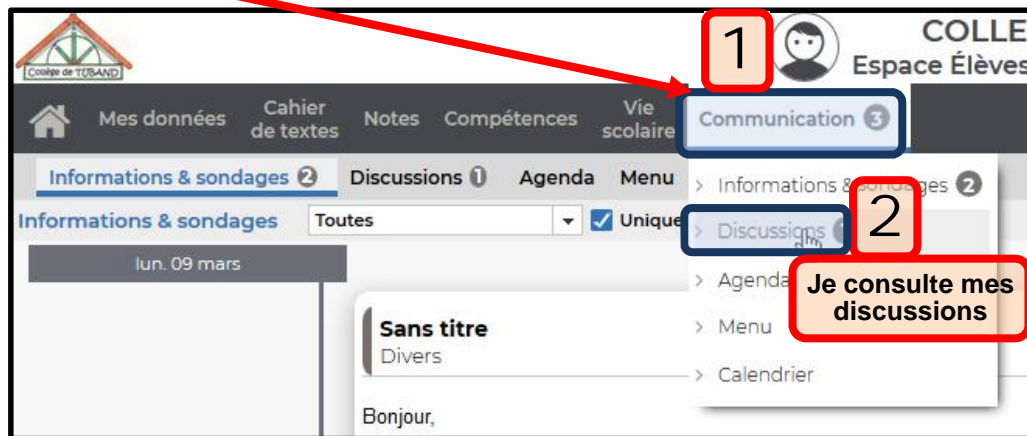 Collège de TUBAND
1
COLLE
Espace Élèves
Mes données
Cahier
de textes
Notes
Compétences
Vie
scolaire
Communication 3
Informations & sondages 2
Discussions 1
Agenda
Menu
Informations & sondages
Toutes
Unique
> Informations & sondages 2
> Discussions
2
> Agenda
Je consulte mes
discussions
> Menu
> Calendrier
lun. 09 mars
Sans titre
Divers
Bonjour,